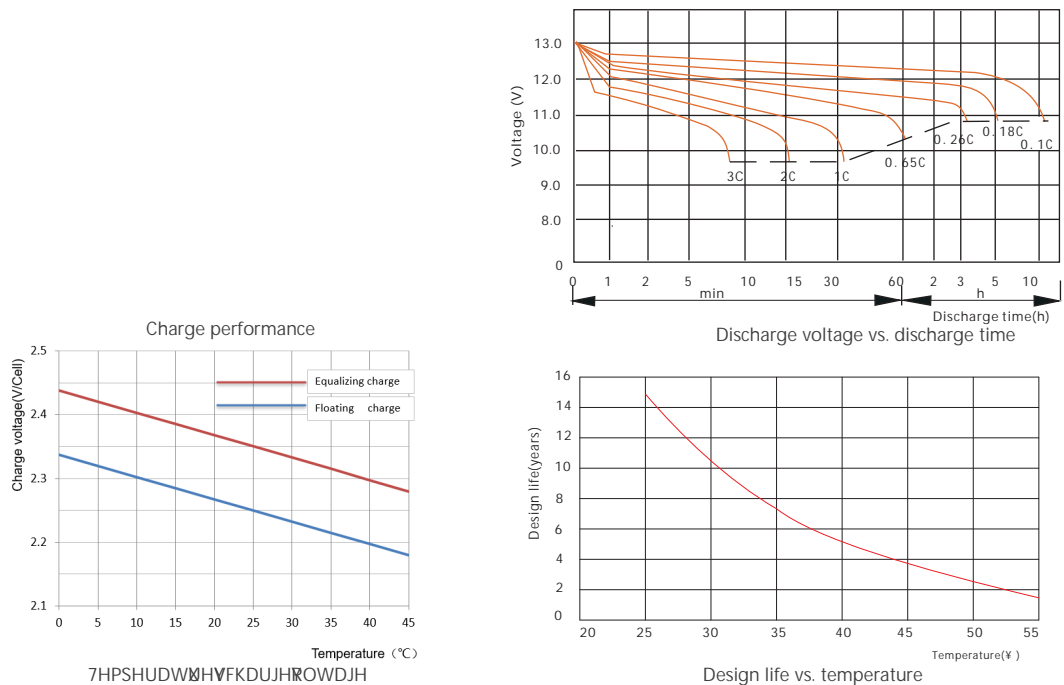 13.0
12.0
11.0
10.0
9.0
8.0
0
Voltage (V)
3C
2C
1C
0.65C
0.26C
0.18C
0.1C
0 1 2 5 10 15 30 60 2 3 5 10
min
h
Discharge time(h)
Discharge voltage vs. discharge time
Charge performance
2.5
2.4
2.3
2.2
2.1
Charge voltage(V/Cell)
Equalizing charge
Floating charge
0 5 10 15 20 25 30 35 40 45
Temperature (℃)
16
14
12
10
8
6
4
2
0
Design life(years)
20 25 30 35 40 45 50 55
Temperature(¥ )
Design life vs. temperature